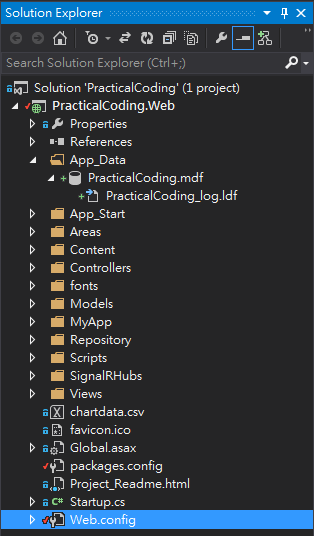 Solution Explorer
Search Solution Explorer (Ctrl+;)
Solution 'PracticalCoding' (1 project)
PracticalCoding.Web
Properties
References
App_Data
PracticalCoding.mdf
PracticalCoding_log.ldf
App_Start
Areas
Content
Controllers
fonts
Models
MyApp
Repository
Scripts
SignalRHubs
Views
chartdata.csv
favicon.ico
Global.asax
packages.config
Project_Readme.html
C# Startup.cs
Web.config